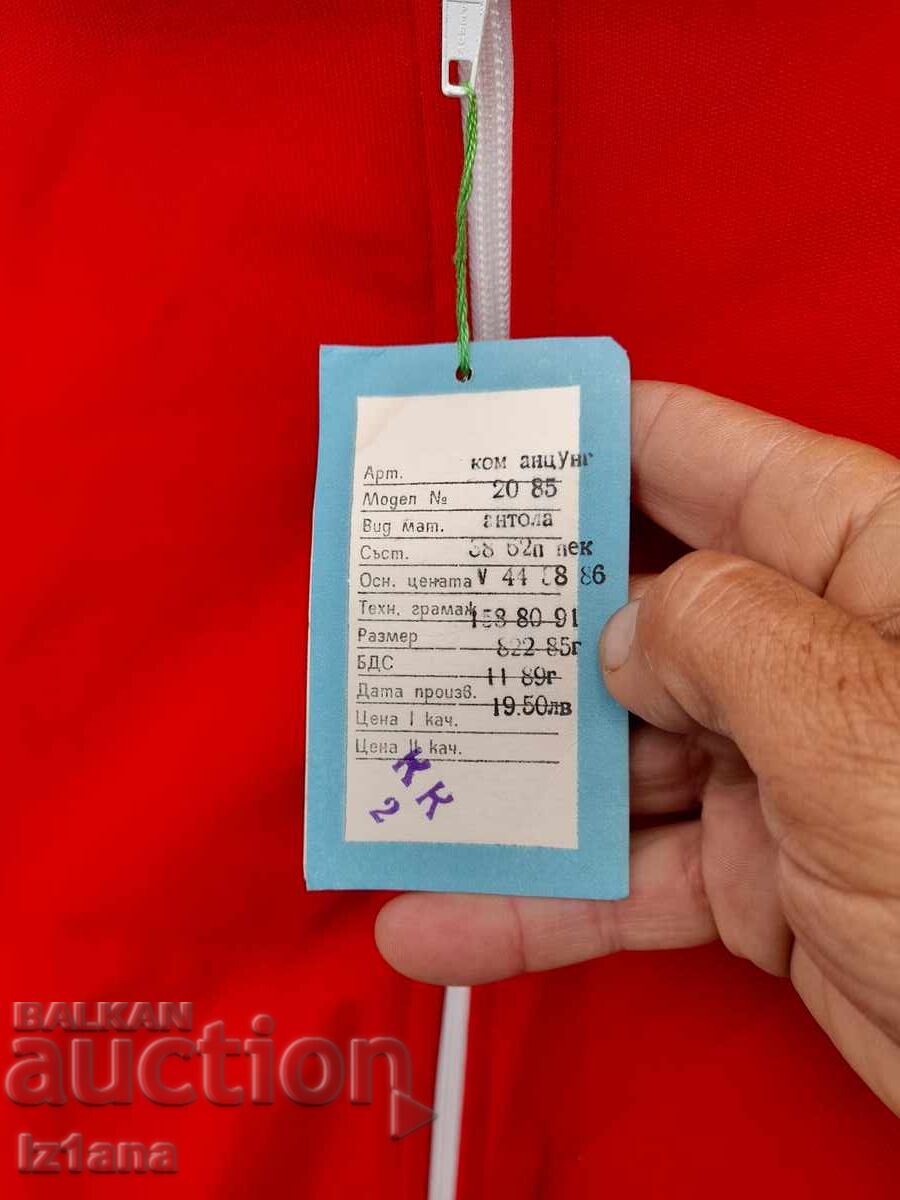 Арт. ком анцУнг
Модел № 20 85
Вид мат. антола
Съст. 38 62п пек
Осн. цената V 44 58 86
Техн. грамаж 158 80 91
Размер 822 85г
БДС 11 89г
Дата произв. 19.50лв
Цена I кач.
Цена II кач.
КК
2
BALKAN
auction
Iz1ana